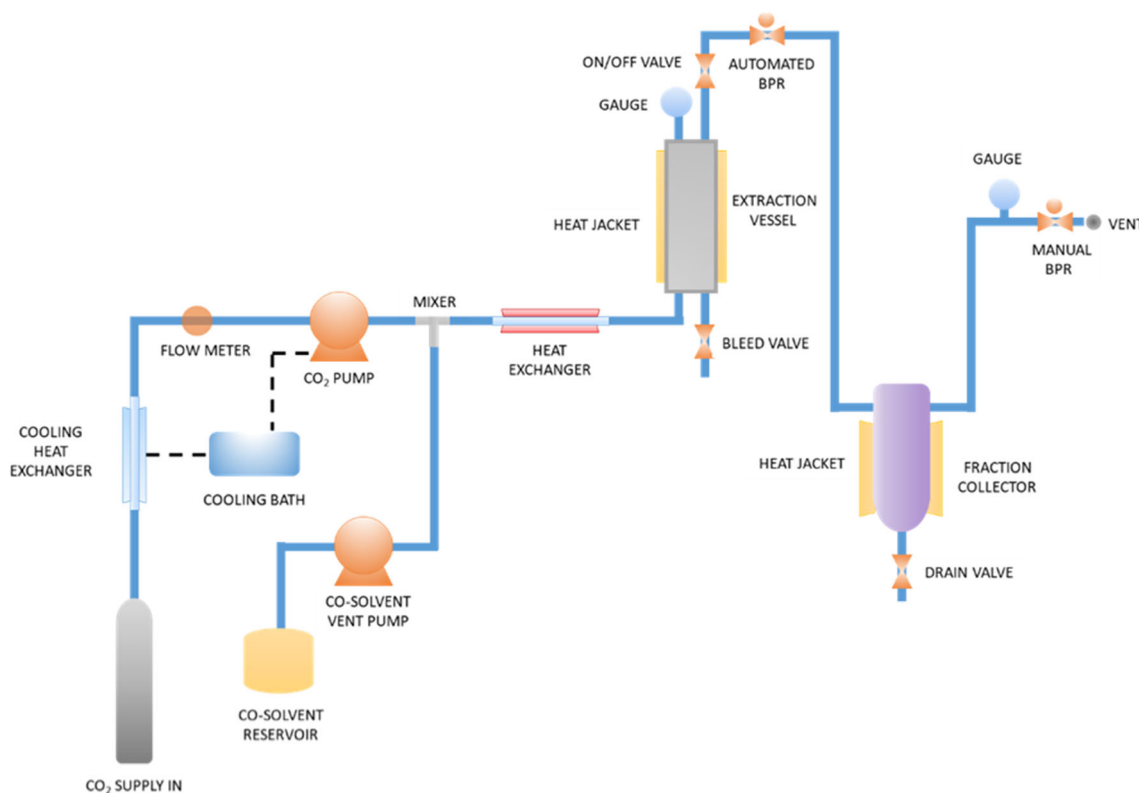 ON/OFF VALVE
AUTOMATED
BPR
GAUGE
GAUGE
HEAT JACKET
EXTRACTION
VESSEL
VENT
MANUAL
BPR
MIXER
FLOW METER
CO₂ PUMP
HEAT
EXCHANGER
BLEED VALVE
COOLING
HEAT
EXCHANGER
COOLING BATH
HEAT JACKET
FRACTION
COLLECTOR
DRAIN VALVE
CO-SOLVENT
VENT PUMP
CO-SOLVENT
RESERVOIR
CO₂ SUPPLY IN